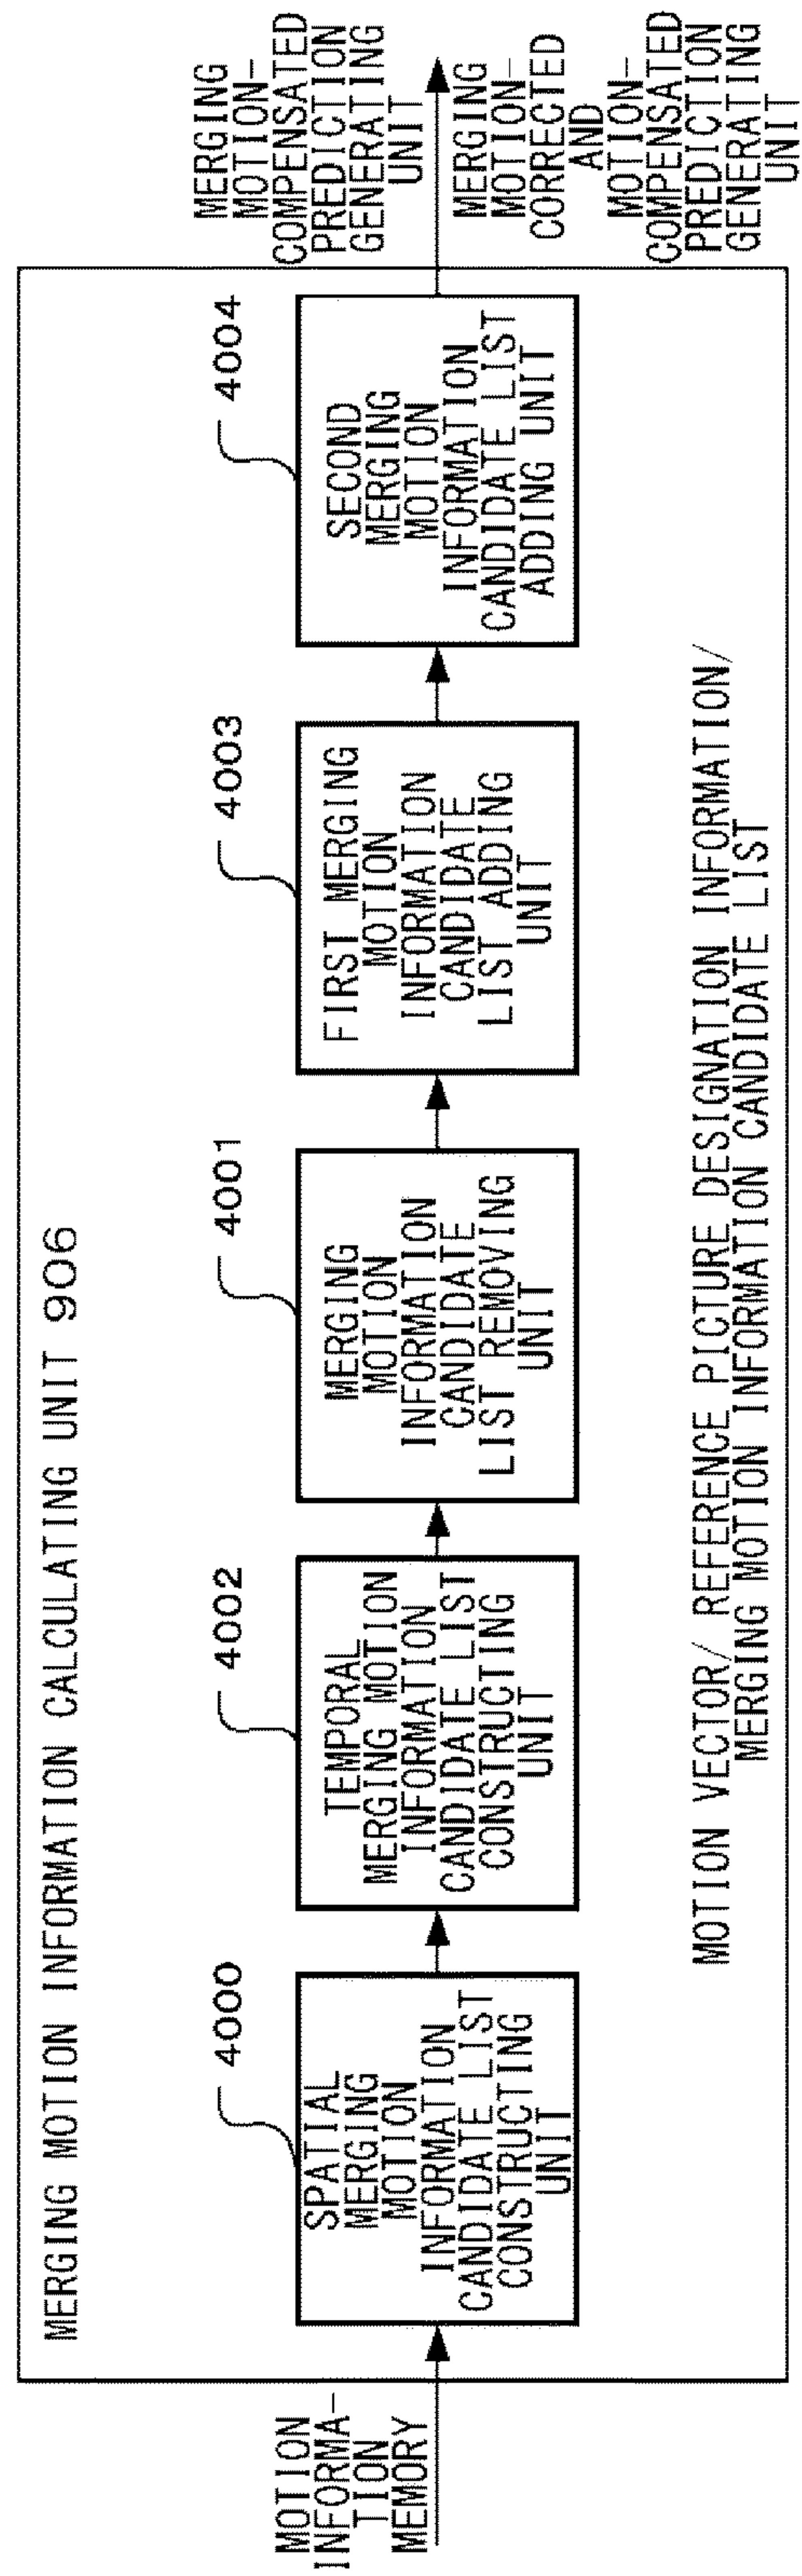 MERGING MOTION INFORMATION CALCULATING UNIT 906
MOTION
INFORMA-
TION
MEMORY
4000
SPATIAL
MERGING
MOTION
INFORMATION
CANDIDATE LIST
CONSTRUCTING
UNIT
4002
TEMPORAL
MERGING MOTION
INFORMATION
CANDIDATE LIST
CONSTRUCTING
UNIT
4001
MERGING
MOTION
INFORMATION
CANDIDATE
LIST REMOVING
UNIT
4003
FIRST MERGING
MOTION
INFORMATION
CANDIDATE
LIST ADDING
UNIT
4004
SECOND
MERGING
MOTION
INFORMATION
CANDIDATE LIST
ADDING UNIT
MERGING
MOTION-
COMPENSATED
PREDICTION
GENERATING
UNIT
MERGING
MOTION-
CORRECTED
AND
MOTION-
COMPENSATED
PREDICTION
GENERATING
UNIT
MOTION VECTOR/ REFERENCE PICTURE DESIGNATION INFORMATION/
MERGING MOTION INFORMATION CANDIDATE LIST